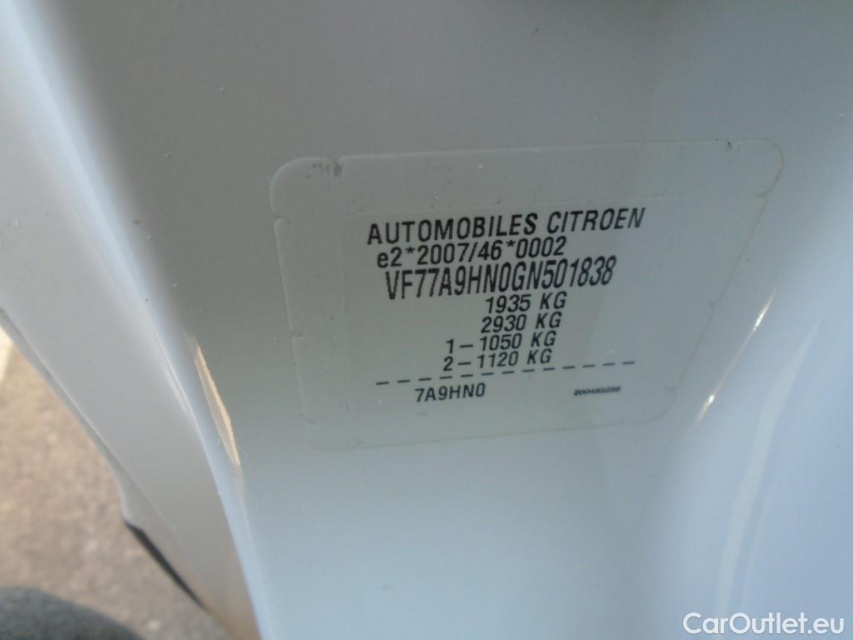 AUTOMOBILES CITROEN
e2*2007/46*0002
VF77A9HN0GN501838
1935 KG
2930 KG
1-1050 KG
2-1120 KG
7A9HN0
CarOutlet.eu